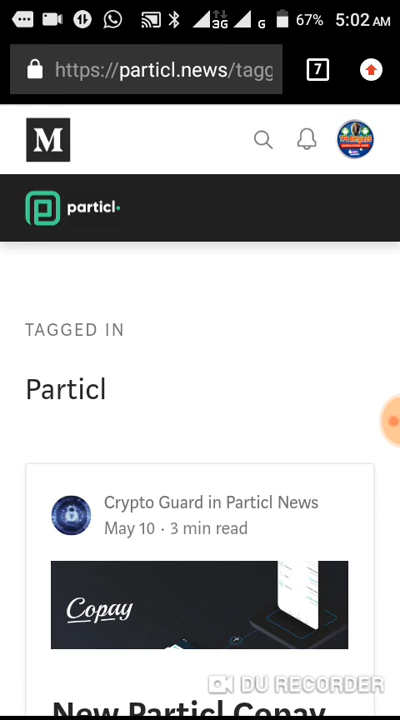 3G
G
67%
5:02 AM
https://particl.news/tagg
7
M
particl
TAGGED IN
Particl
Crypto Guard in Particl News
May 10 · 3 min read
Copay
New Particl Copay
DU RECORDER